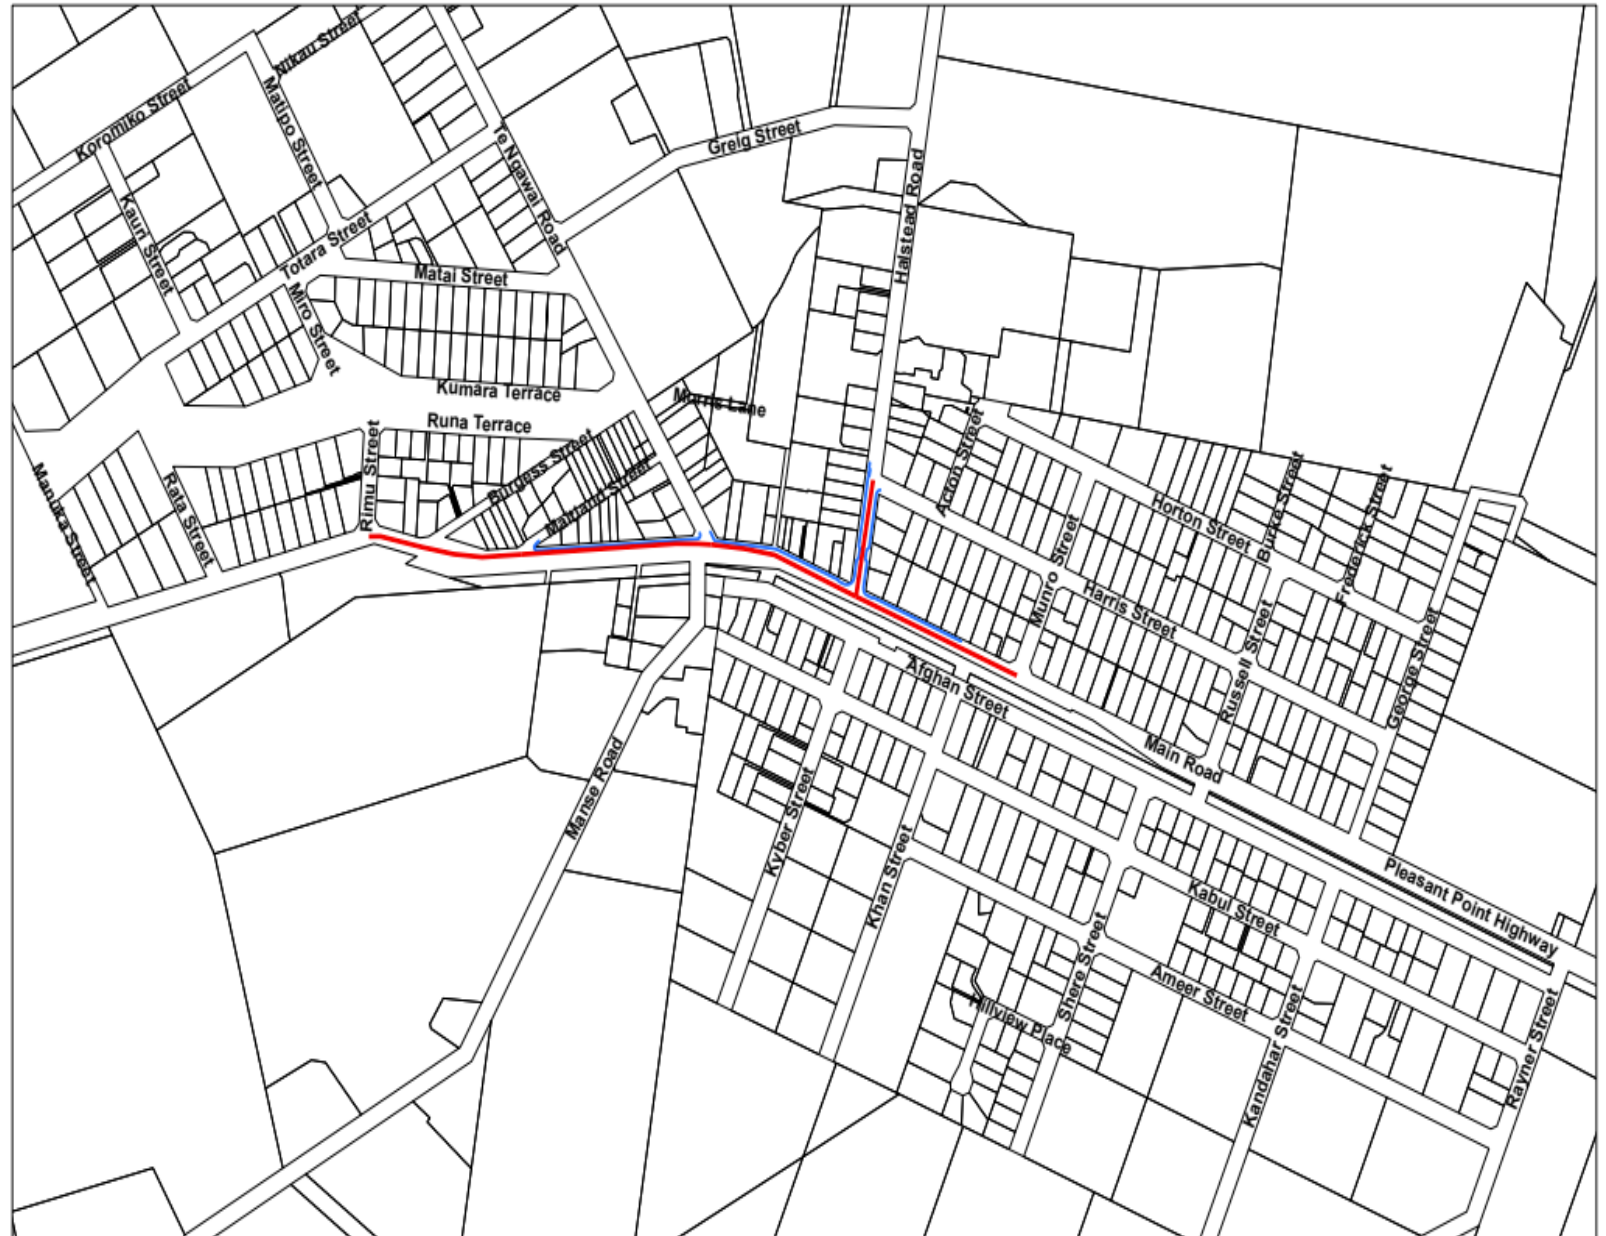 Nikau Street
Koromiko Street
Matipo Street
Te Ngawai Road
Greig Street
Halstead Road
Kauri Street
Totara Street
Matai Street
Miro Street
Kumara Terrace
Morris Lane
Runa Terrace
Rimu Street
Burgess Street
Maitland Street
Acton Street
Manuka Street
Rata Street
Horton Street
Burke Street
Frederick Street
Munro Street
Harris Street
Russell Street
George Street
Afghan Street
Main Road
Manse Road
Kyber Street
Khan Street
Pleasant Point Highway
Kabul Street
Shere Street
Ameer Street
Hillview Place
Kandahar Street
Rayner Street